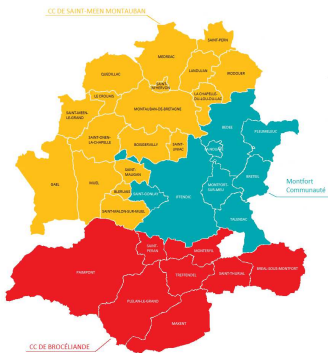 CC DE SAINT-MEEN MONTAUBAN
SAINT-PERN
MEDREAC
LANDUJAN
IRODOUER
QUEDILLAC
SAINT-
LE CROUAIS
LA CHAPELLE-
DU-LOU-DU-LAC
MONTAUBAN-DE-BRETAGNE
SAINT-MEEN-
LE-GRAND
BEDEE
PLEUMELEUC
SAINT-ONEN-
LA-CHAPELLE
BOISGERVILLY
SAINT-
UNIAC
BRETEIL
SAINT-
MAUGAN
GAEL
MUEL
BLERUAIS
MONTFORT-
SUR-MEU
SAINT-GONLAY
IFFENDIC
Montfort
Communauté
SAINT-MALON-SUR-MEL
TALENSAC
SAINT-
PERAN
MONTERFIL
PAIMPONT
TREFFENDEL
SAINT-THURIAL
BREAL-SOUS-MONTFORT
PLELAN-LE-GRAND
MAXENT
CC DE BROCÉLIANDE